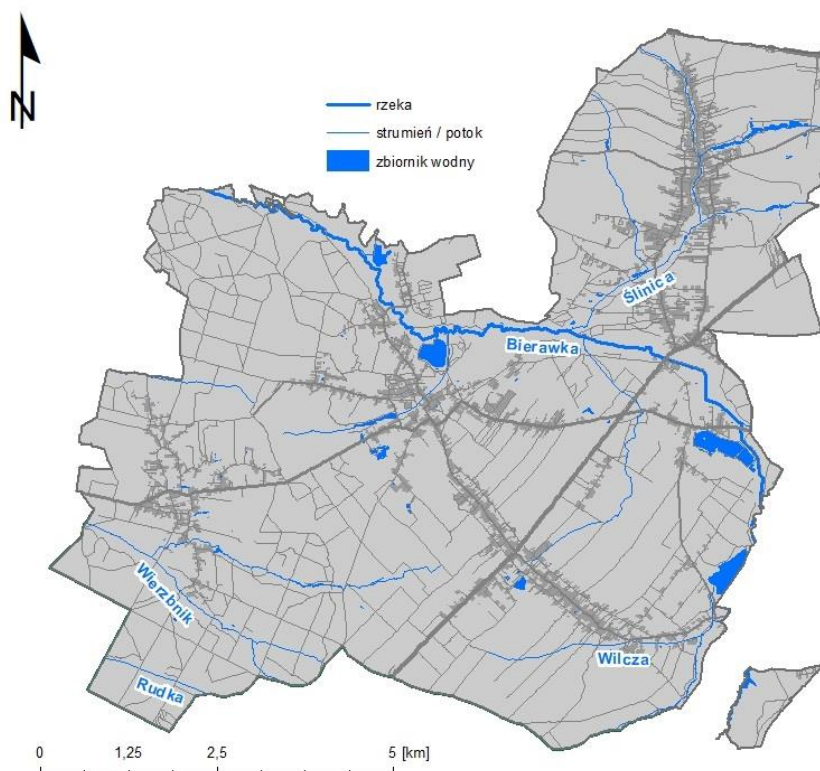 N
rzeka
strumień / potok
zbiornik wodny
Ślinica
Bierawka
Wierzbnik
Wilcza
Rudka
0 1,25 2,5 5 [km]